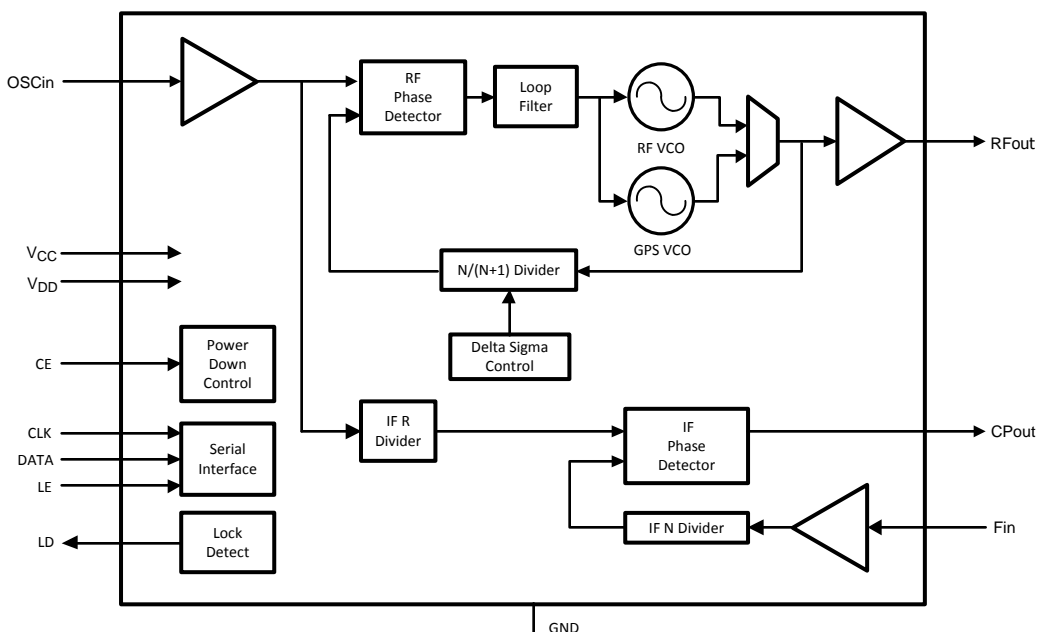 OSCin
RF
Phase
Detector
Loop
Filter
RF VCO
RFout
GPS VCO
VCC
VDD
N/(N+1) Divider
CE
Power
Down
Control
Delta Sigma
Control
CLK
DATA
LE
Serial
Interface
IF R
Divider
IF
Phase
Detector
CPout
LD
Lock
Detect
IF N Divider
Fin
GND